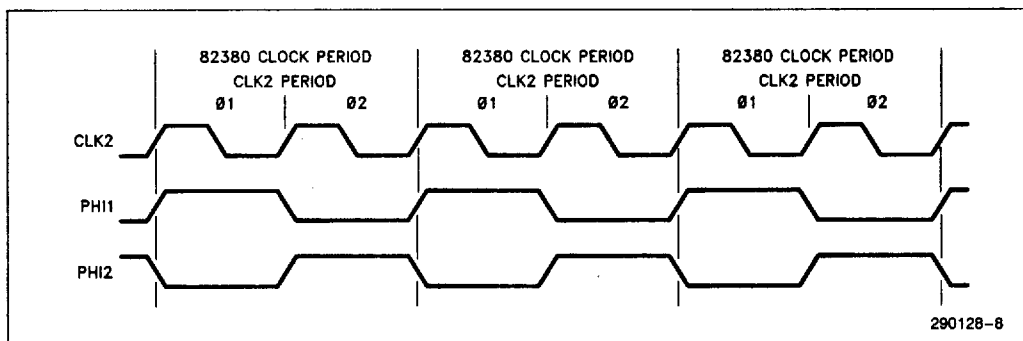 82380 CLOCK PERIOD 82380 CLOCK PERIOD 82380 CLOCK PERIOD
CLK2 PERIOD CLK2 PERIOD CLK2 PERIOD
Ø1 Ø2 Ø1 Ø2 Ø1 Ø2
CLK2
PHI1
PHI2
290128-8